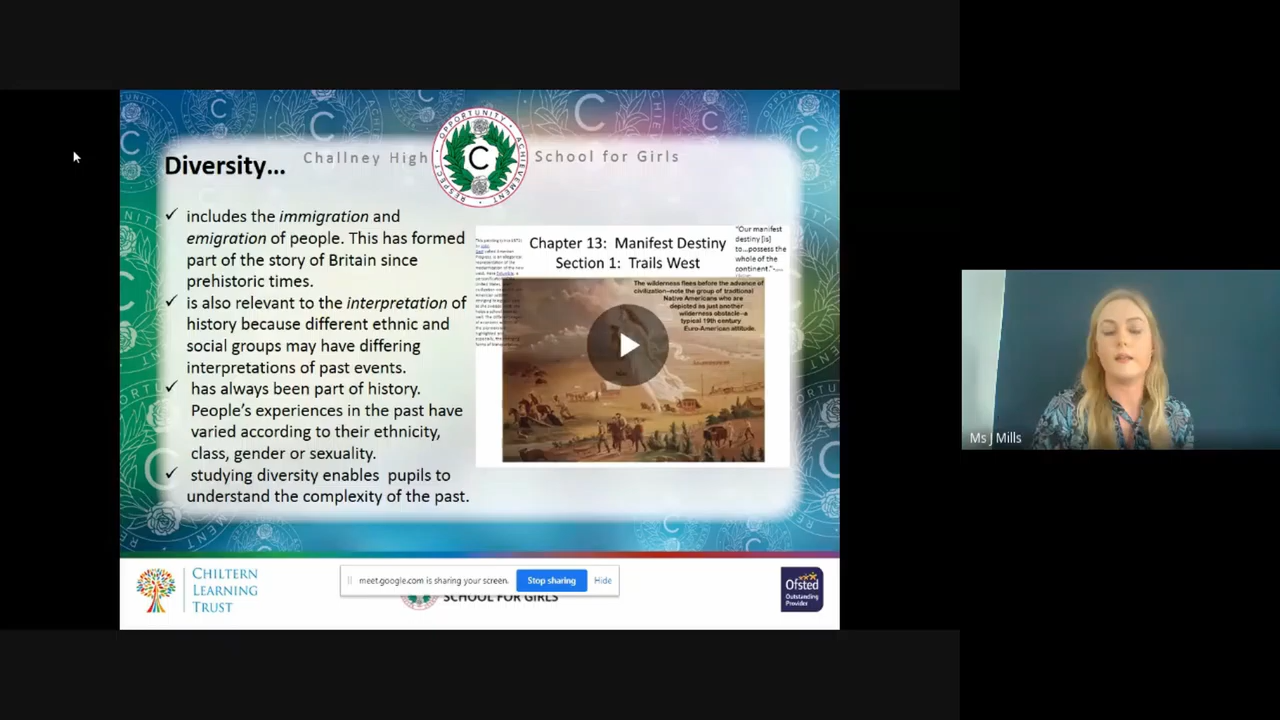 Diversity...
Challney High
School for Girls
OPPORTUNITY
ACHIEVEMENT
RESPECT
C
includes the immigration and
emigration of people. This has formed
part of the story of Britain since
prehistoric times.
is also relevant to the interpretation of
history because different ethnic and
social groups may have differing
interpretations of past events.
has always been part of history.
People's experiences in the past have
varied according to their ethnicity,
class, gender or sexuality.
studying diversity enables pupils to
understand the complexity of the past.
Chapter 13: Manifest Destiny
Section 1: Trails West
"Our manifest
destiny [is]
to...possess the
whole of the
continent."
The wilderness flees before the advance of
civilization--note the group of traditional
Native Americans who are
depicted as just another
wilderness obstacle--a
typical 19th century
Euro-American attitude.
Ms J Mills
CHILTERN
LEARNING
TRUST
meet.google.com is sharing your screen.
Stop sharing
Hide
SCHOOL FOR GIRLS
Ofsted
Outstanding
Provider